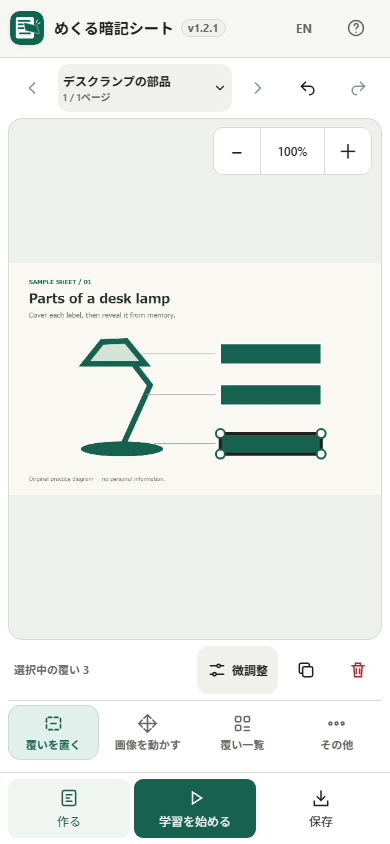 めくる暗記シート v1.2.1 EN
デスクランプの部品
1 / 1ページ
100%
SAMPLE SHEET / 01
Parts of a desk lamp
Cover each label, then reveal it from memory.
Original practice diagram — no personal information.
選択中の覆い 3 微調整
覆いを置く 画像を動かす 覆い一覧 その他
作る 学習を始める 保存